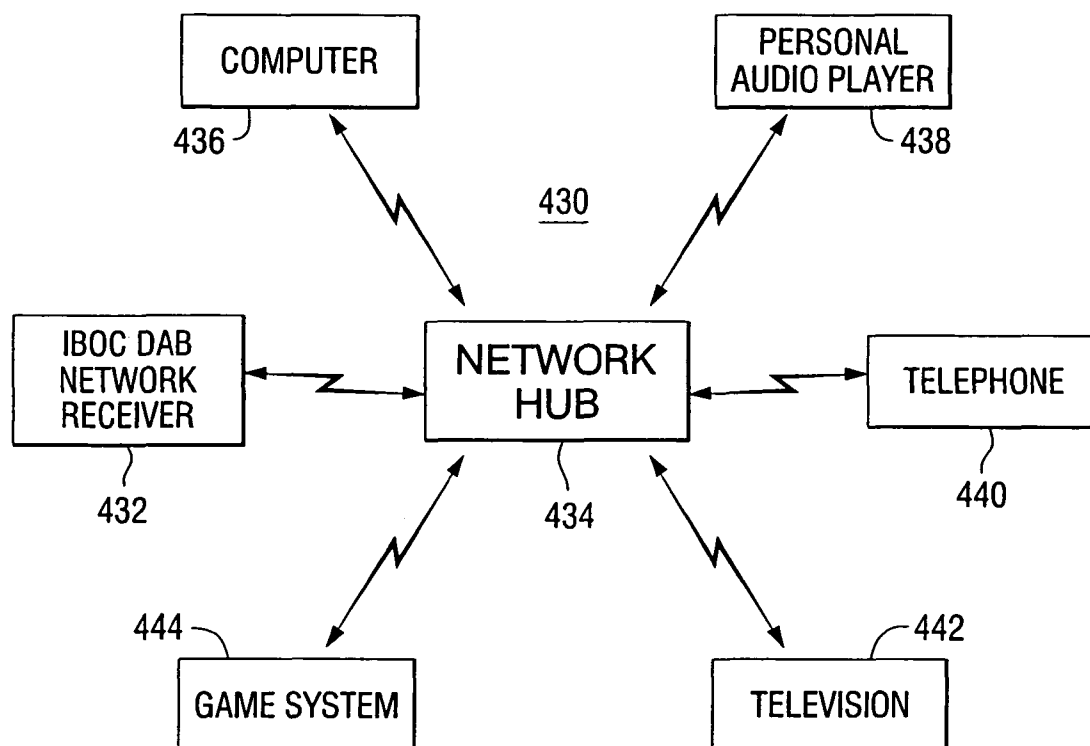 COMPUTER
436
PERSONAL
AUDIO PLAYER
438
430
IBOC DAB
NETWORK
RECEIVER
432
NETWORK
HUB
434
TELEPHONE
440
444
GAME SYSTEM
442
TELEVISION